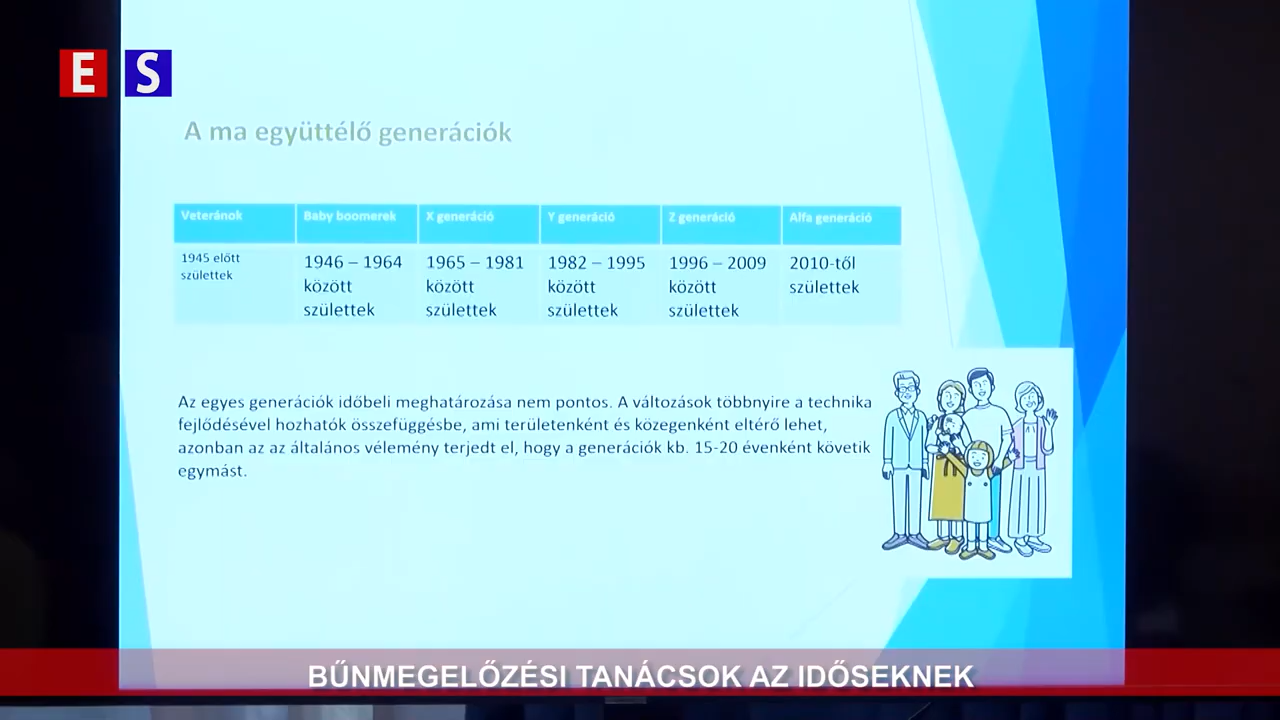 E S
A ma együttélő generációk
Veteránok Baby boomerek X generáció Y generáció Z generáció Alfa generáció
1945 előtt születtek
1946 – 1964 között születtek
1965 – 1981 között születtek
1982 – 1995 között születtek
1996 – 2009 között születtek
2010-től születtek
Az egyes generációk időbeli meghatározása nem pontos. A változások többnyire a technika
fejlődésével hozhatók összefüggésbe, ami területenként és közegenként eltérő lehet,
azonban az az általános vélemény terjedt el, hogy a generációk kb. 15-20 évenként követik
egymást.
BŰNMEGELŐZÉSI TANÁCSOK AZ IDŐSEKNEK